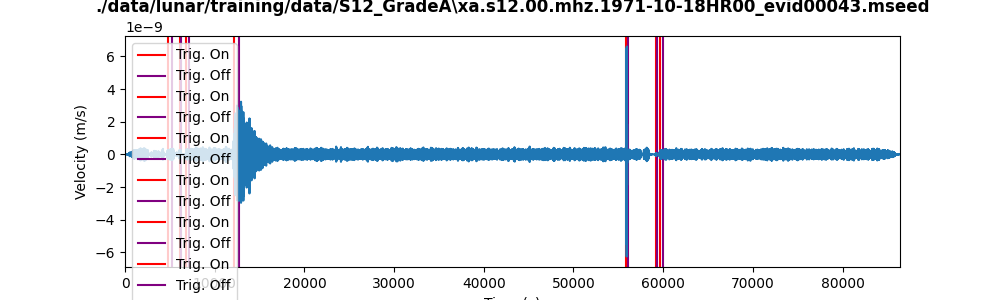 ./data/lunar/training/data/S12_GradeA\xa.s12.00.mhz.1971-10-18HR00_evid00043.mseed
1e−9
6
4
2
0
−2
−4
−6
Velocity (m/s)
Trig. On
Trig. Off
Trig. On
Trig. Off
Trig. On
Trig. Off
Trig. On
Trig. Off
Trig. On
Trig. Off
Trig. On
Trig. Off
0 10000 20000 30000 40000 50000 60000 70000 80000